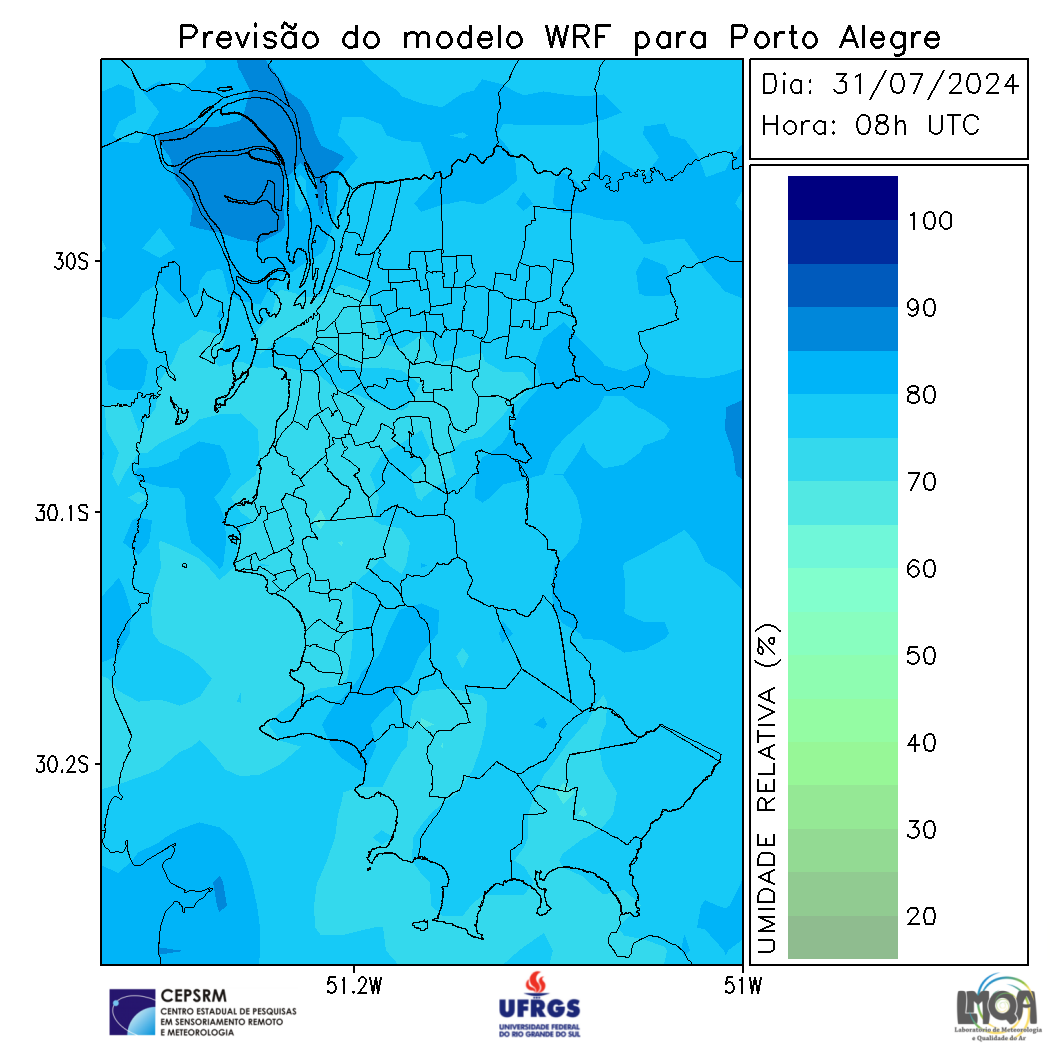 Previsão do modelo WRF para Porto Alegre
Dia: 31/07/2024
Hora: 08h UTC
30S
30.1S
30.2S
51.2W
51W
100
90
80
70
60
50
40
30
20
UMIDADE RELATIVA (%)
CEPSRM
CENTRO ESTADUAL DE PESQUISAS
EM SENSORIAMENTO REMOTO
E METEOROLOGIA
UFRGS
UNIVERSIDADE FEDERAL
DO RIO GRANDE DO SUL
LMQA
Laboratório de Meteorologia
e Qualidade do Ar